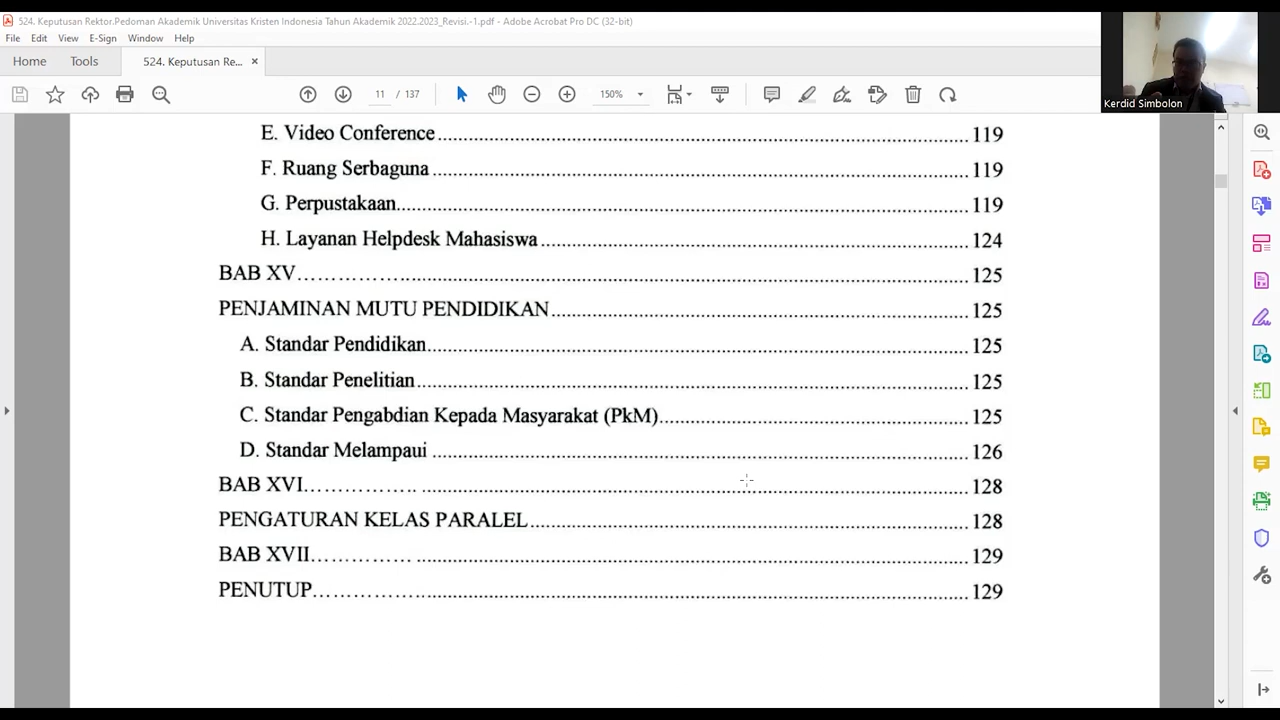 524. Keputusan Rektor.Pedoman Akademik Universitas Kristen Indonesia Tahun Akademik 2022.2023_Revisi.-1.pdf - Adobe Acrobat Pro DC (32-bit)
File Edit View E-Sign Window Help
Home Tools 524. Keputusan Re... ×
11 / 137 150%
Kerdid Simbolon
E. Video Conference.......... 119
F. Ruang Serbaguna.......... 119
G. Perpustakaan.......... 119
H. Layanan Helpdesk Mahasiswa.......... 124
BAB XV.......... 125
PENJAMINAN MUTU PENDIDIKAN.......... 125
A. Standar Pendidikan.......... 125
B. Standar Penelitian.......... 125
C. Standar Pengabdian Kepada Masyarakat (PkM).......... 125
D. Standar Melampaui.......... 126
BAB XVI.......... 128
PENGATURAN KELAS PARALEL.......... 128
BAB XVII.......... 129
PENUTUP.......... 129